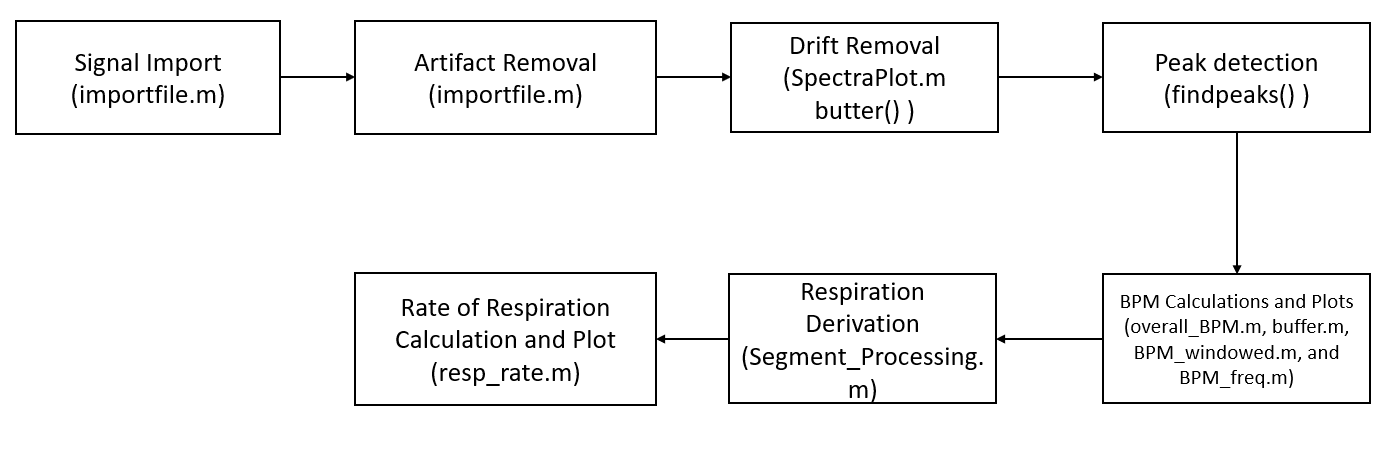 Signal Import
(importfile.m)
Artifact Removal
(importfile.m)
Drift Removal
(SpectraPlot.m
butter() )
Peak detection
(findpeaks() )
BPM Calculations and Plots
(overall_BPM.m, buffer.m,
BPM_windowed.m, and
BPM_freq.m)
Respiration
Derivation
(Segment_Processing.
m)
Rate of Respiration
Calculation and Plot
(resp_rate.m)